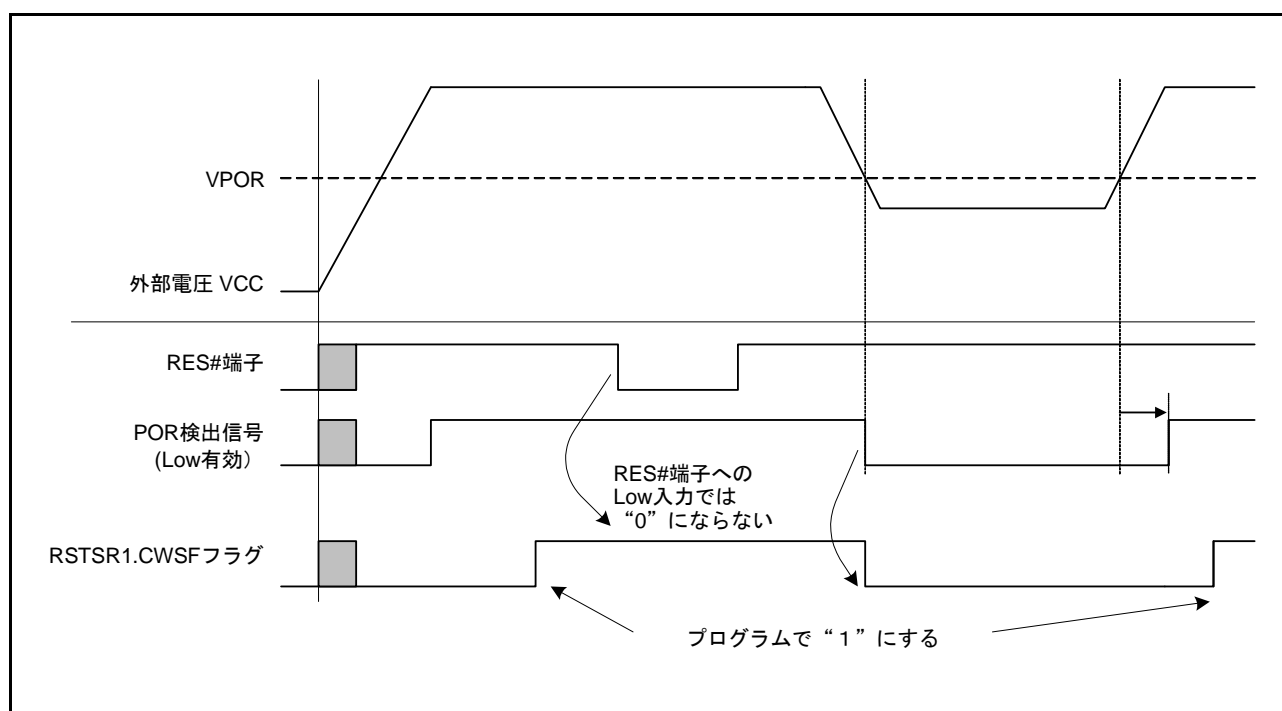 VPOR
外部電圧 VCC
RES#端子
POR検出信号
(Low有効）
RES#端子への
Low入力では
“0”にならない
RSTSR1.CWSFフラグ
プログラムで“１”にする